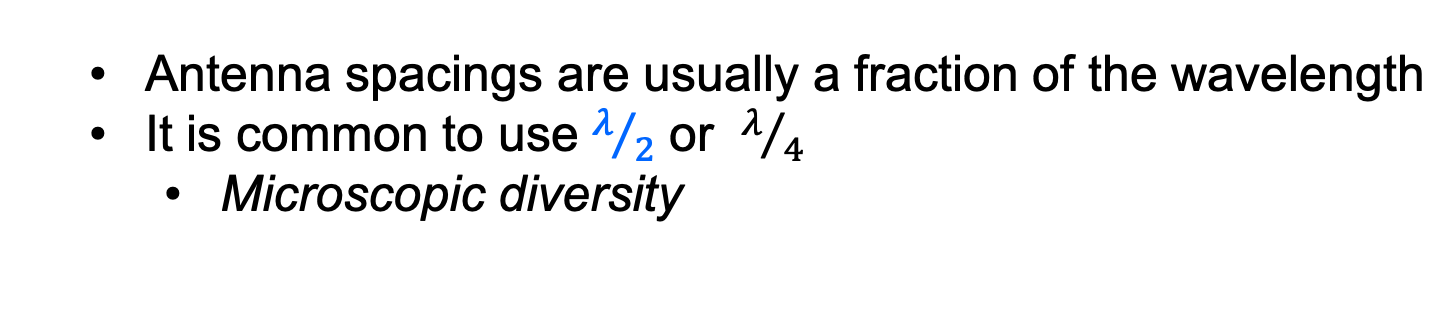 • Antenna spacings are usually a fraction of the wavelength
• It is common to use λ/2 or λ/4
• Microscopic diversity